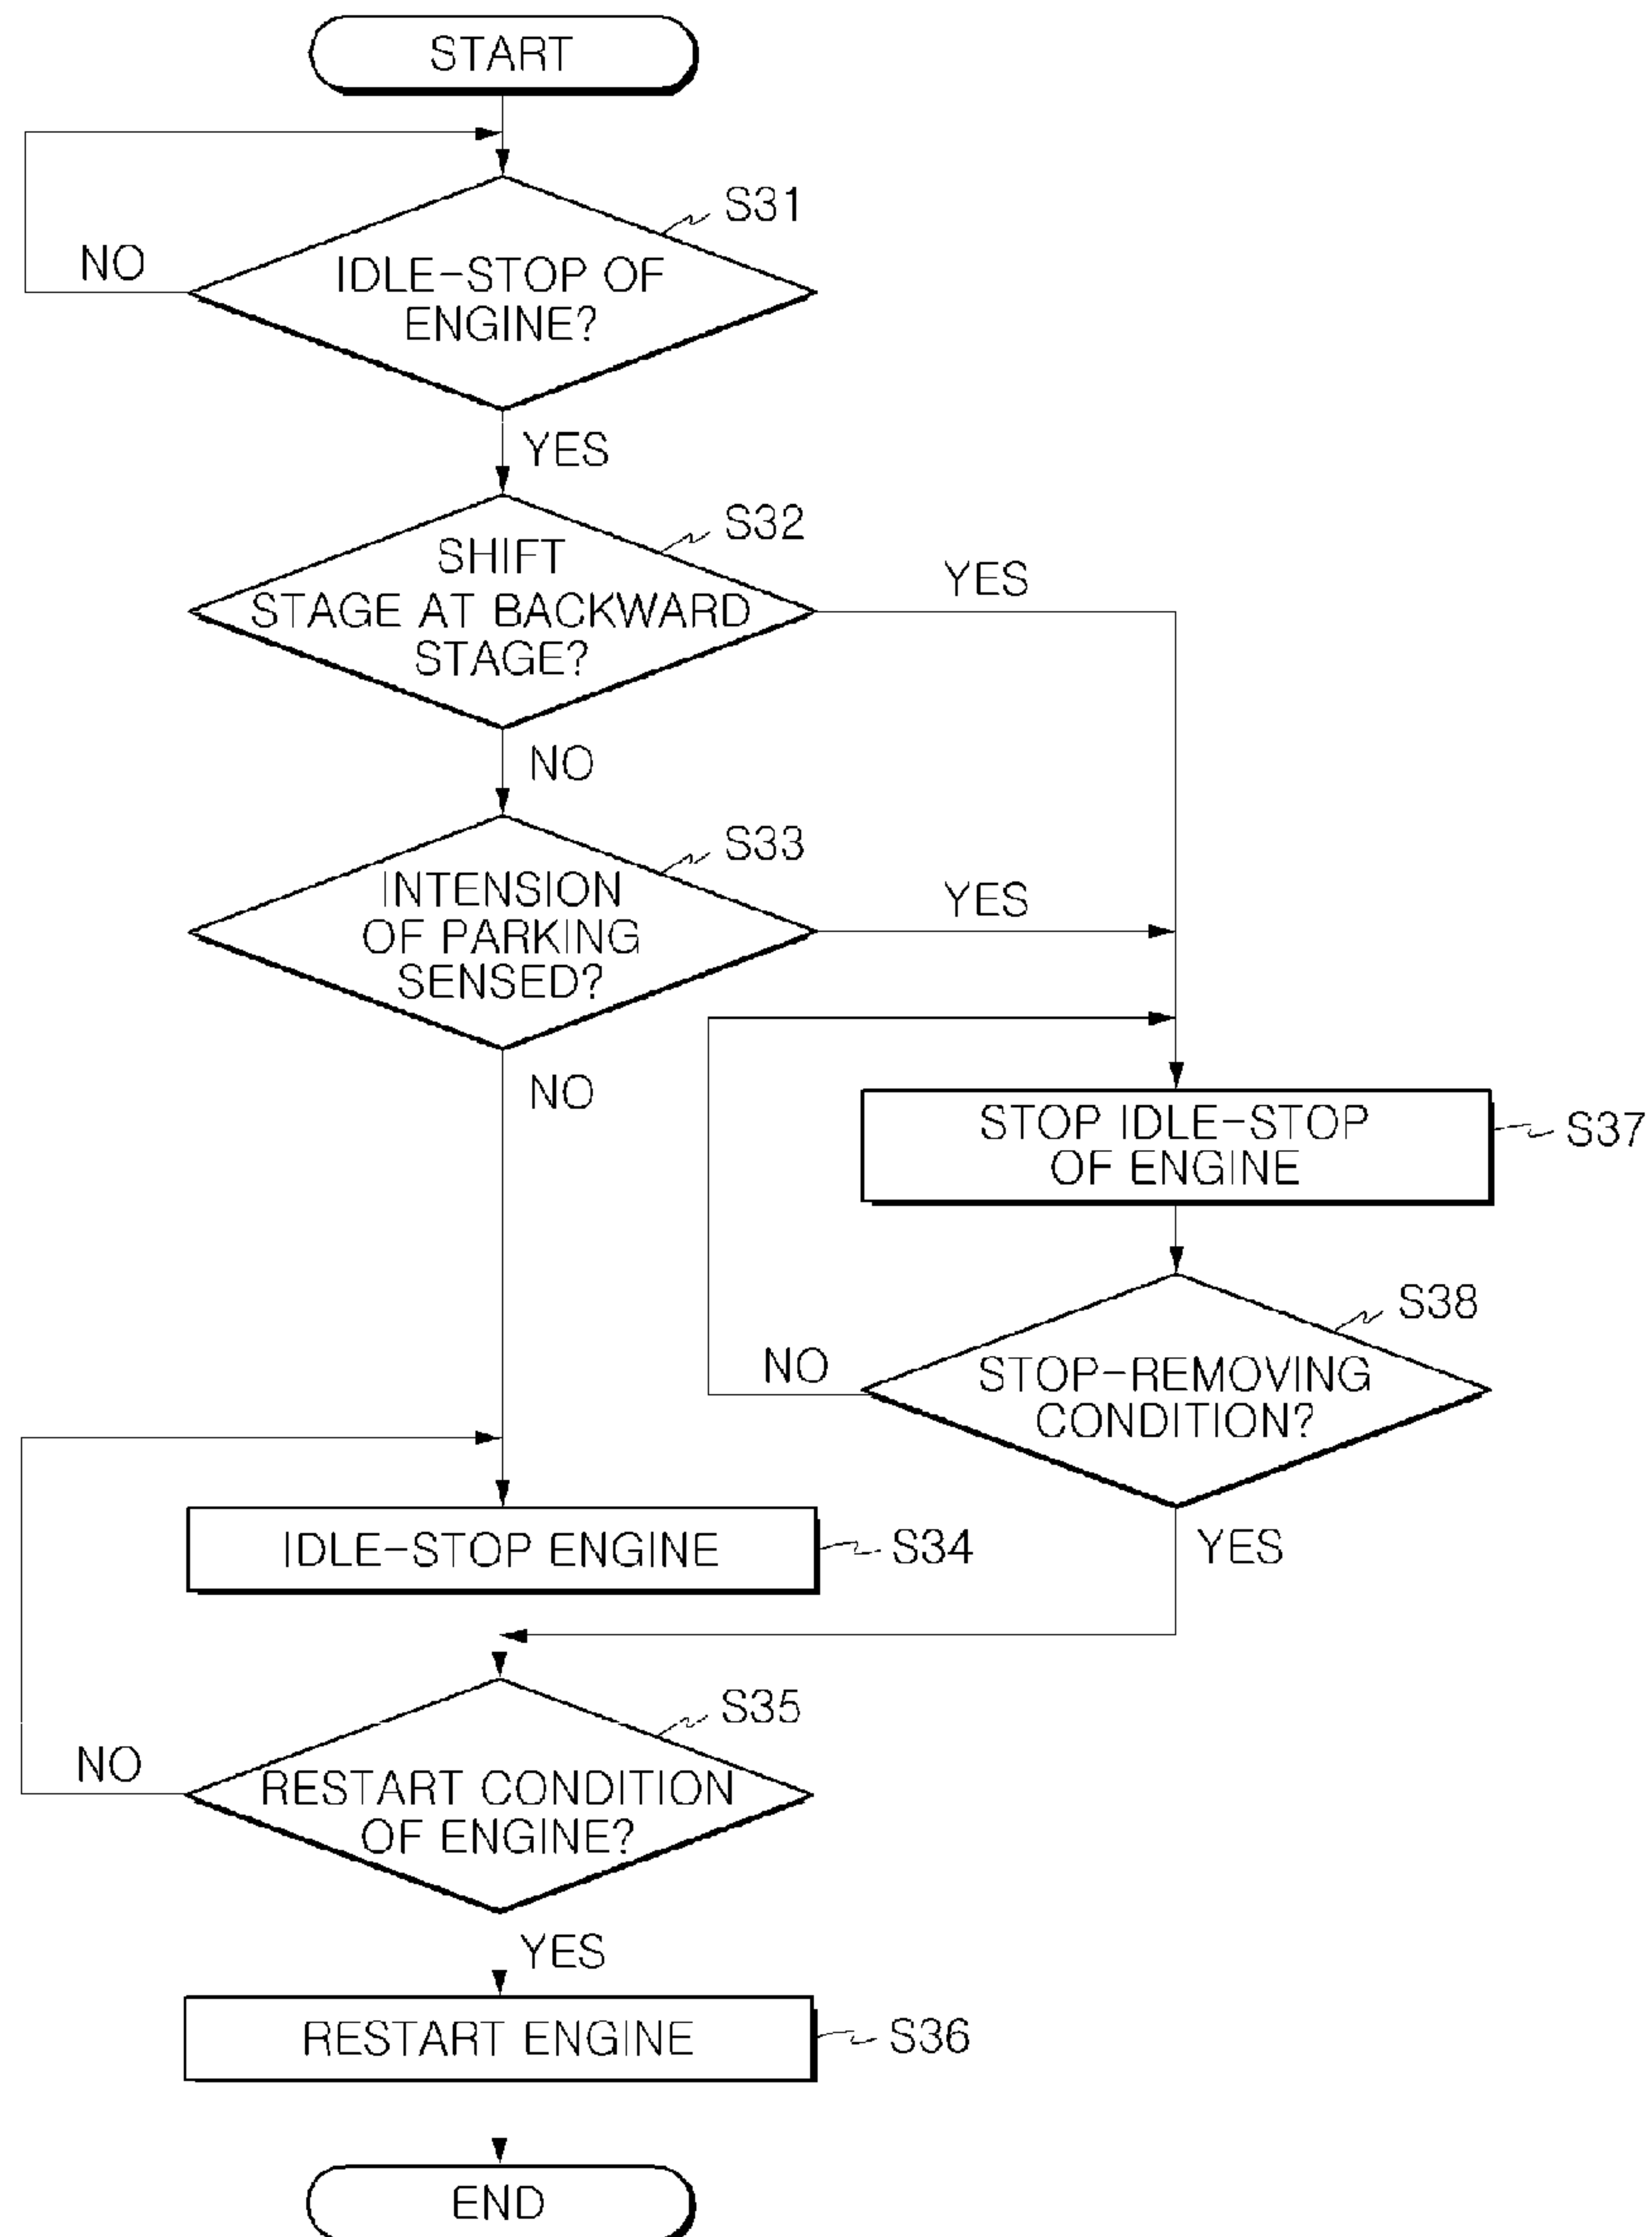 START
S31
NO
IDLE-STOP OF
ENGINE?
YES
S32
SHIFT
STAGE AT BACKWARD
STAGE?
YES
NO
S33
INTENSION
OF PARKING
SENSED?
YES
NO
STOP IDLE-STOP
OF ENGINE
S37
S38
NO
STOP-REMOVING
CONDITION?
YES
IDLE-STOP ENGINE
S34
S35
NO
RESTART CONDITION
OF ENGINE?
YES
RESTART ENGINE
S36
END